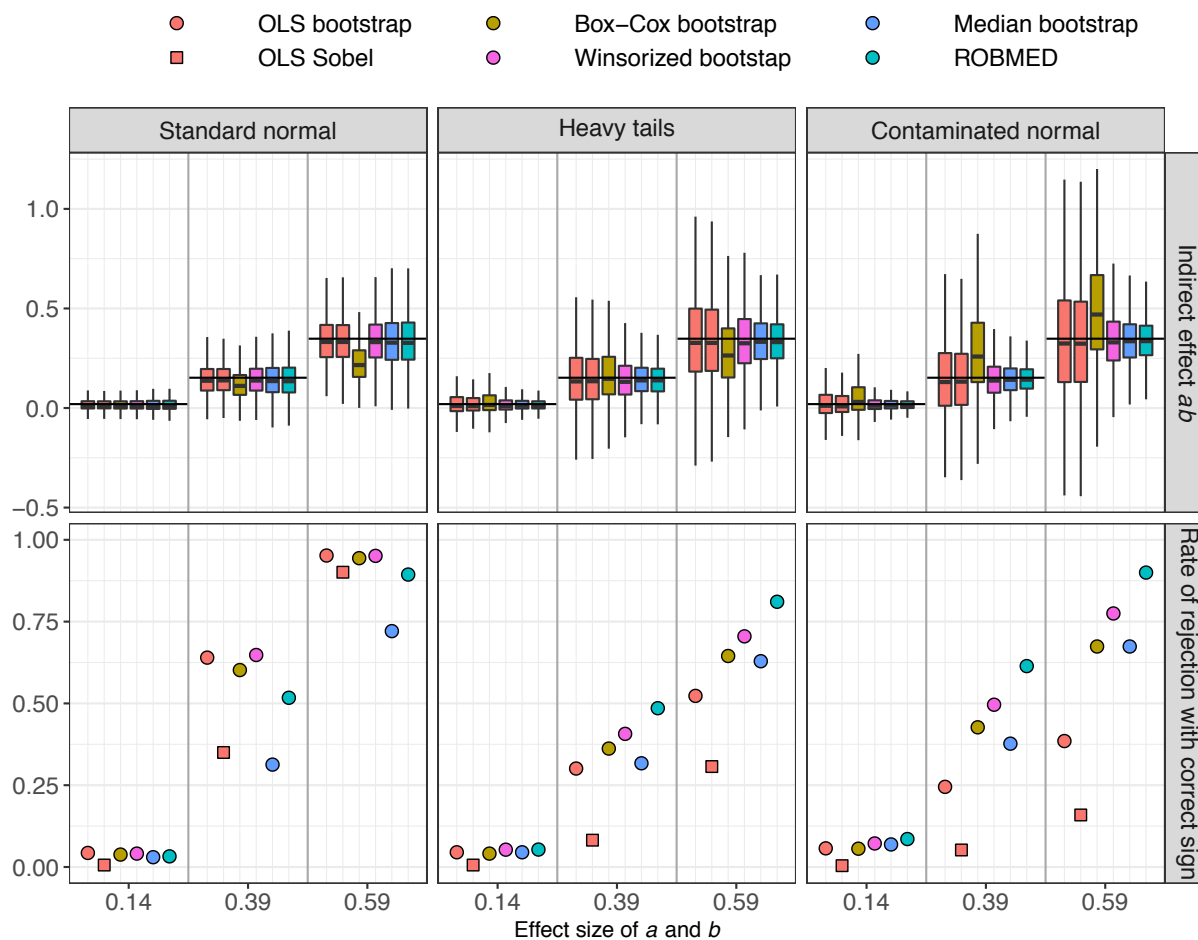 OLS bootstrap Box−Cox bootstrap Median bootstrap
OLS Sobel Winsorized bootstap ROBMED
Standard normal Heavy tails Contaminated normal
1.0
0.5
0.0
−0.5
Indirect effect ab
1.00
0.75
0.50
0.25
0.00
Rate of rejection with correct sign
0.14 0.39 0.59 0.14 0.39 0.59 0.14 0.39 0.59
Effect size of a and b